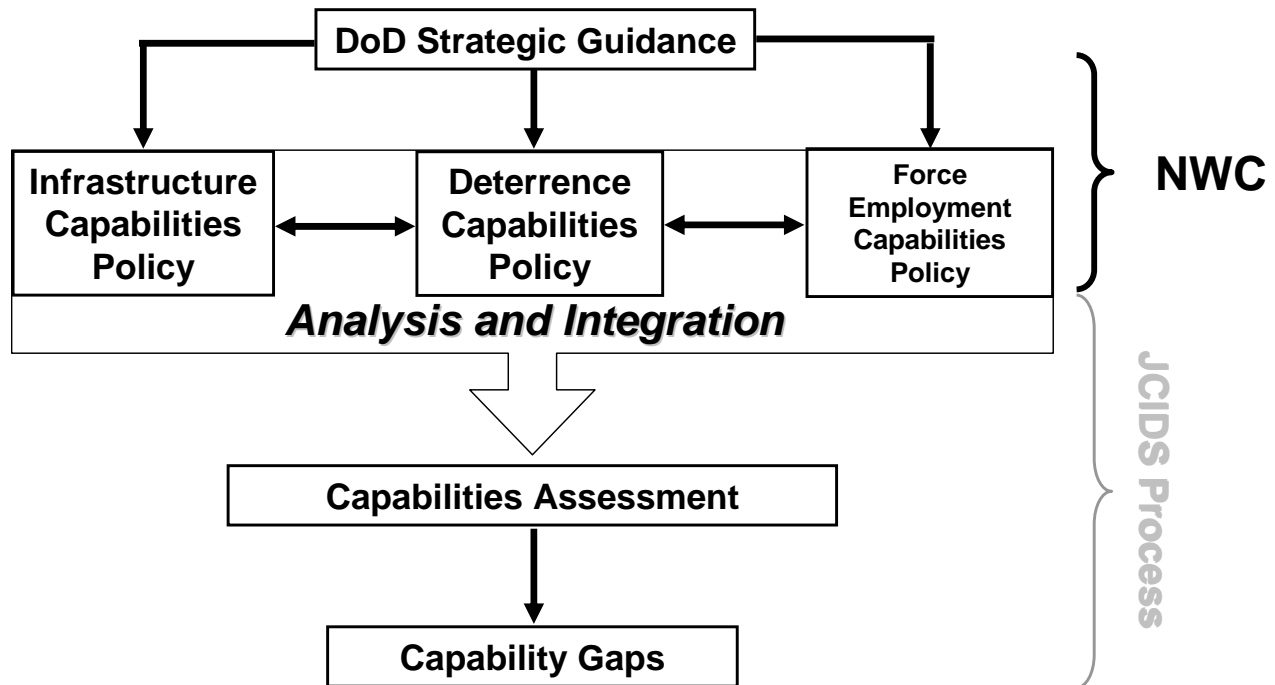 DoD Strategic Guidance
Infrastructure
Capabilities
Policy
Deterrence
Capabilities
Policy
Force
Employment
Capabilities
Policy
NWC
Analysis and Integration
JCIDS Process
Capabilities Assessment
Capability Gaps